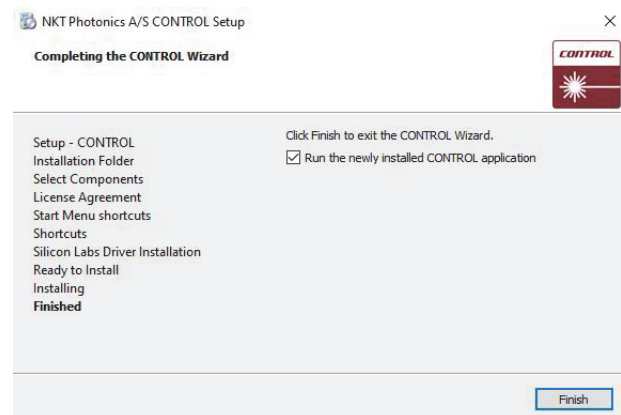 NKT Photonics A/S CONTROL Setup
Completing the CONTROL Wizard
CONTROL
Setup - CONTROL
Installation Folder
Select Components
License Agreement
Start Menu shortcuts
Shortcuts
Silicon Labs Driver Installation
Ready to Install
Installing
Finished
Click Finish to exit the CONTROL Wizard.
Run the newly installed CONTROL application
Finish